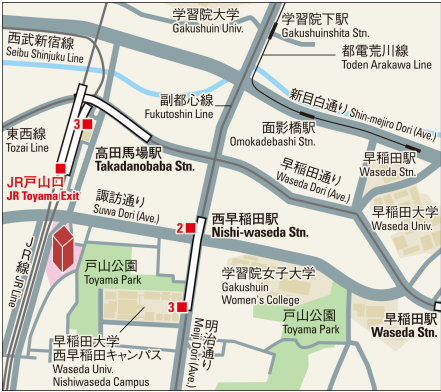 学習院大学
Gakushuin Univ.
学習院下駅
Gakushuinshita Stn.
西武新宿線
Seibu Shinjuku Line
都電荒川線
Toden Arakawa Line
副都心線
Fukutoshin Line
新目白通り Shin-mejiro Dori (Ave.)
3
東西線
Tozai Line
面影橋駅
Omokadebashi Stn.
高田馬場駅
Takadanobaba Stn.
早稲田通り
Waseda Dori (Ave.)
早稲田駅
Waseda Stn.
JR戸山口
JR Toyama Exit
諏訪通り
Suwa Dori (Ave.)
2
西早稲田駅
Nishi-waseda Stn.
早稲田大学
Waseda Univ.
JR線 JR Line
戸山公園
Toyama Park
学習院女子大学
Gakushuin
Women's College
3
戸山公園
Toyama Park
早稲田駅
Waseda Stn.
明治通り
Meiji Dori (Ave.)
早稲田大学
西早稲田キャンパス
Waseda Univ.
Nishiwaseda Campus